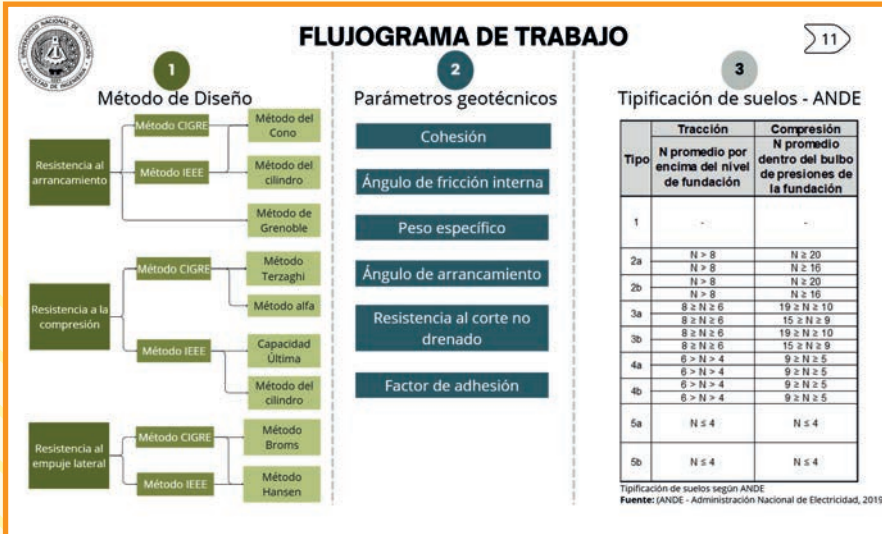 UNIVERSIDAD NACIONAL DE ASUNCIÓN
FACULTAD DE INGENIERIA
FLUJOGRAMA DE TRABAJO
11
1
Método de Diseño
Resistencia al
arrancamiento
Método CIGRE
Método IEEE
Método del
Cono
Método del
cilindro
Método de
Grenoble
Resistencia a la
compresión
Método CIGRE
Método IEEE
Método
Terzaghi
Método alfa
Capacidad
Última
Método del
cilindro
Resistencia al
empuje lateral
Método CIGRE
Método IEEE
Método
Broms
Método
Hansen
2
Parámetros geotécnicos
Cohesión
Ángulo de fricción interna
Peso específico
Ángulo de arrancamiento
Resistencia al corte no
drenado
Factor de adhesión
3
Tipificación de suelos - ANDE
Tipo
Tracción
N promedio por
encima del nivel
de fundación
Compresión
N promedio
dentro del bulbo
de presiones de
la fundación
1 - -
2a N > 8 N ≥ 20
N > 8 N ≥ 16
2b N > 8 N ≥ 20
N > 8 N ≥ 16
3a 8 ≥ N ≥ 6 19 ≥ N ≥ 10
8 ≥ N ≥ 6 15 ≥ N ≥ 9
3b 8 ≥ N ≥ 6 19 ≥ N ≥ 10
8 ≥ N ≥ 6 15 ≥ N ≥ 9
4a 6 > N > 4 9 ≥ N ≥ 5
6 > N > 4 9 ≥ N ≥ 5
4b 6 > N > 4 9 ≥ N ≥ 5
6 > N > 4 9 ≥ N ≥ 5
5a N ≤ 4 N ≤ 4
5b N ≤ 4 N ≤ 4
Tipificación de suelos según ANDE
Fuente: (ANDE - Administración Nacional de Electricidad, 2019